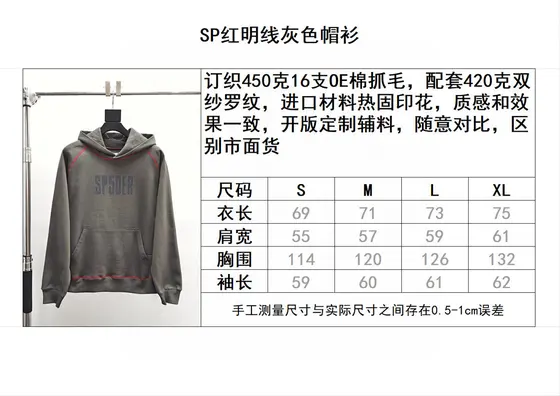 SP红明线灰色帽衫
订织450克16支OE棉抓毛，配套420克双
纱罗纹，进口材料热固印花，质感和效
果一致，开版定制辅料，随意对比，区
别市面货
SP5DER
尺码 S M L XL
衣长 69 71 73 75
肩宽 55 57 59 61
胸围 114 120 126 132
袖长 59 60 61 62
手工测量尺寸与实际尺寸之间存在0.5-1cm误差